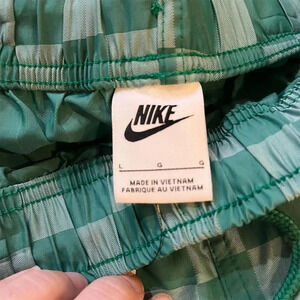 NIKE
L G G
MADE IN VIETNAM
FABRIQUÉ AU VIETNAM